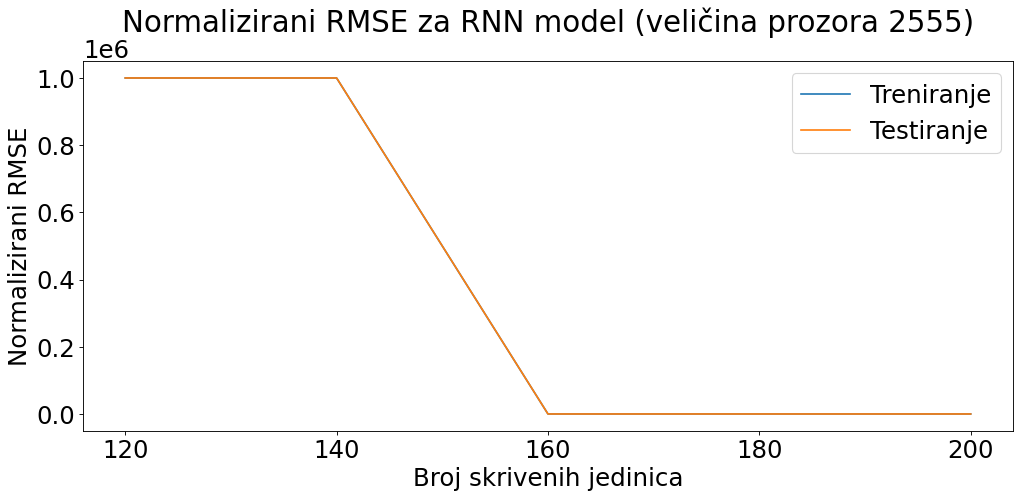 Normalizirani RMSE za RNN model (veličina prozora 2555)
1e6
1.0
0.8
0.6
0.4
0.2
0.0
Normalizirani RMSE
Treniranje
Testiranje
120 140 160 180 200
Broj skrivenih jedinica